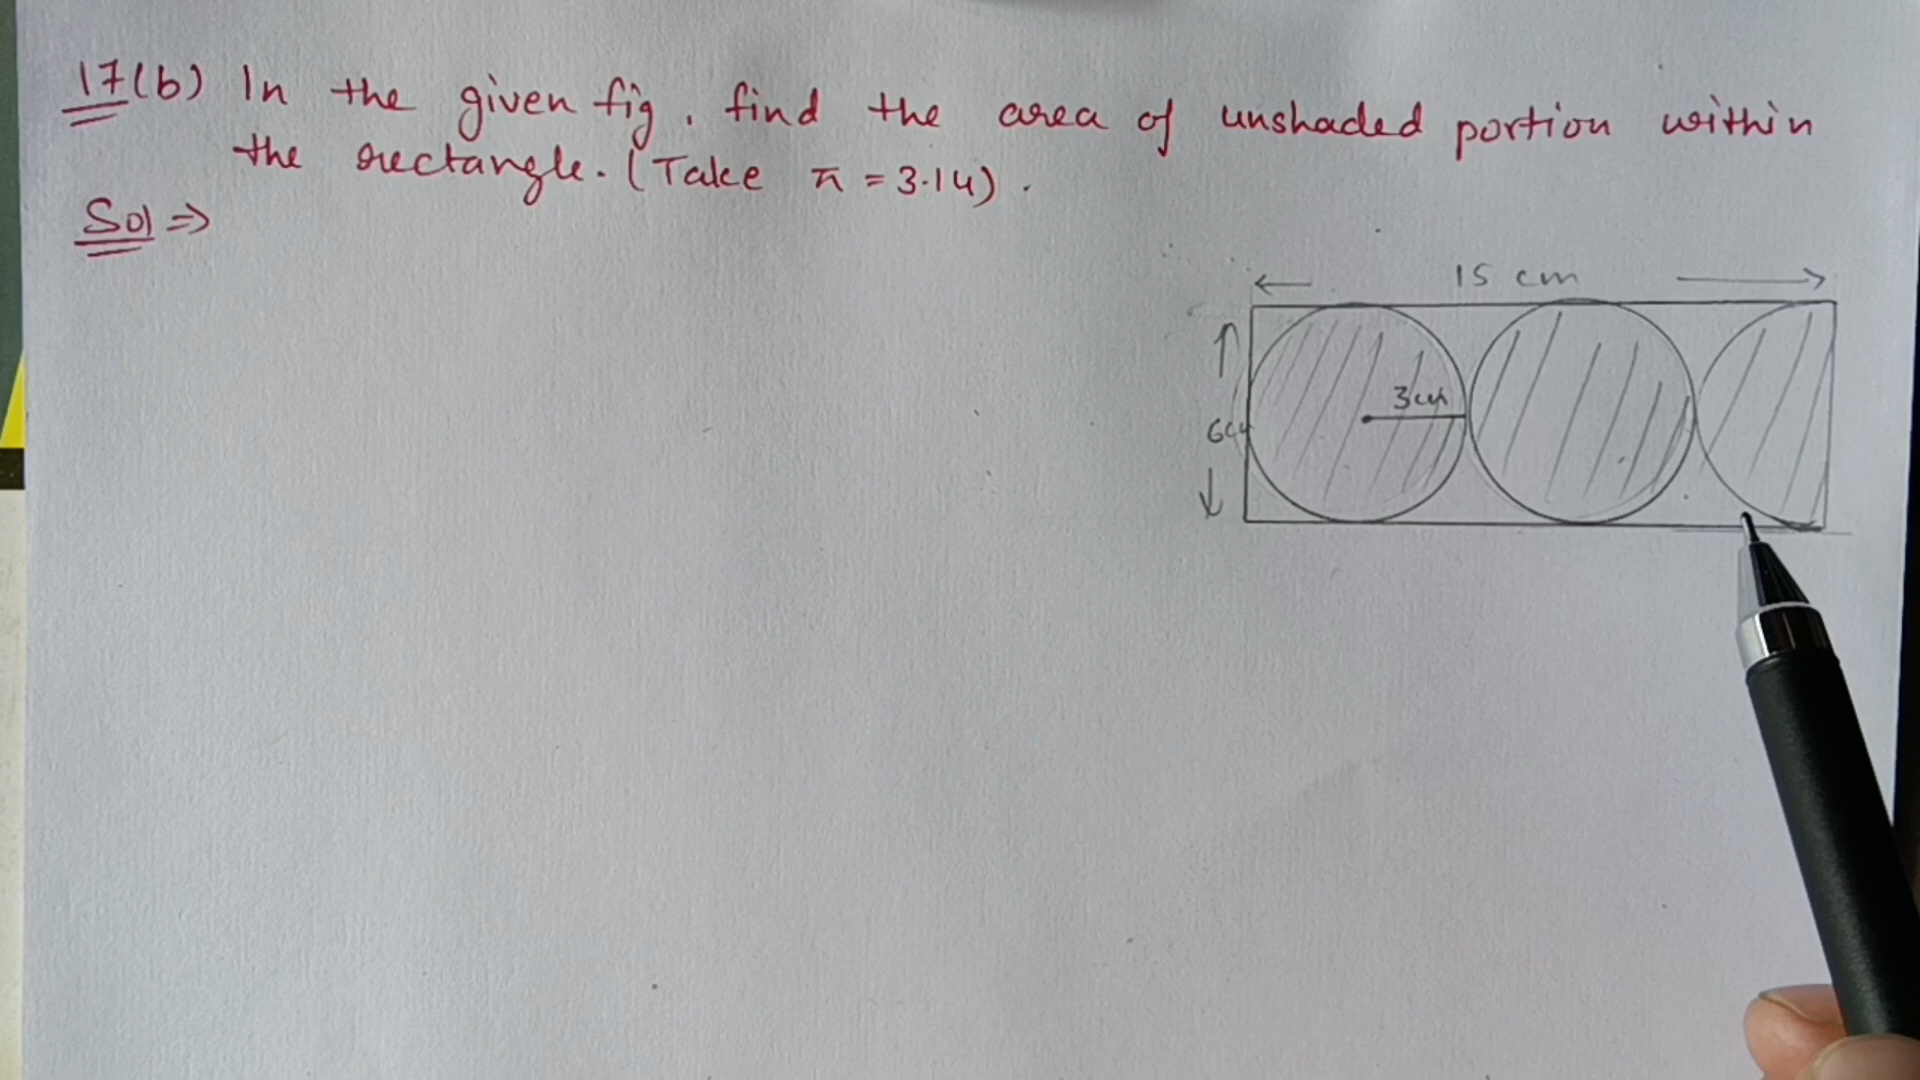 17(b) In the given fig. find the area of unshaded portion within
the rectangle. (Take π = 3.14).
Sol ⇒
15 cm
3cm
6cm